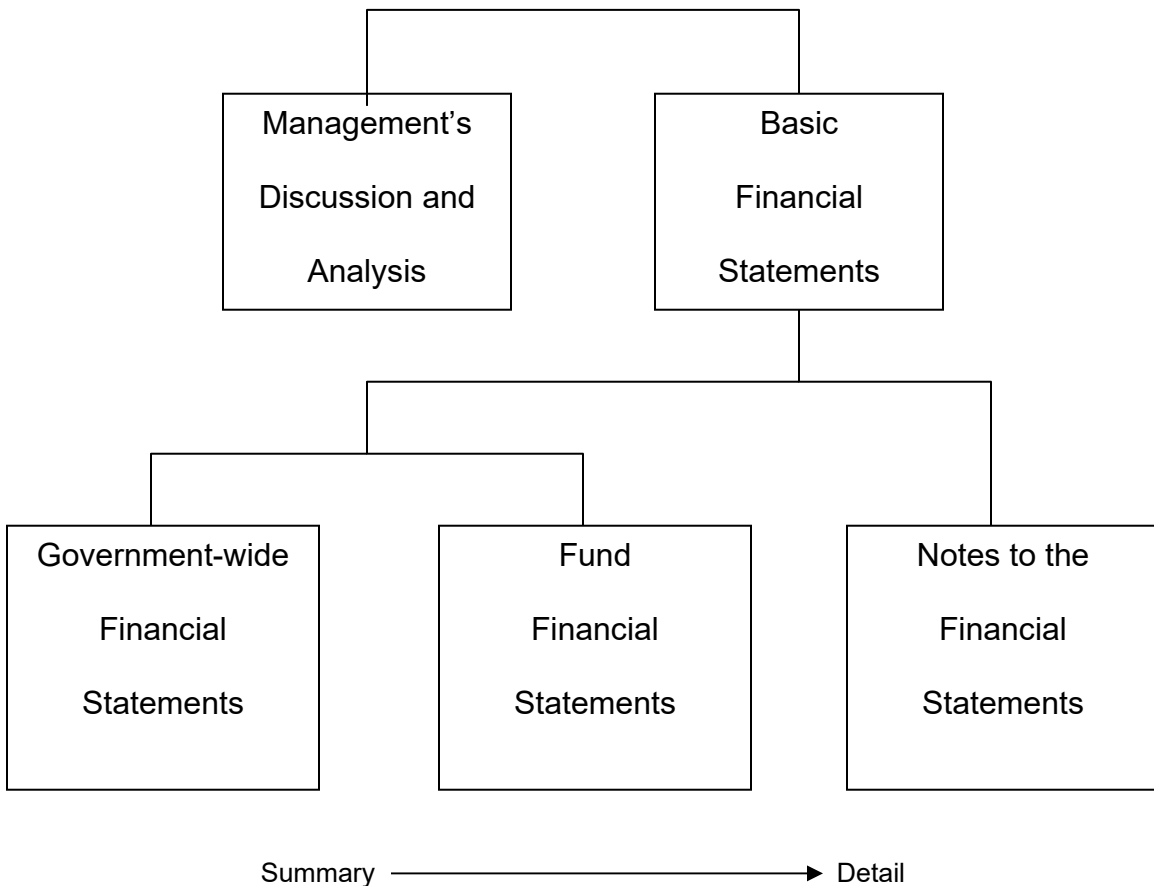 Management’s
Discussion and
Analysis
Basic
Financial
Statements
Government-wide
Financial
Statements
Fund
Financial
Statements
Notes to the
Financial
Statements
Summary
Detail